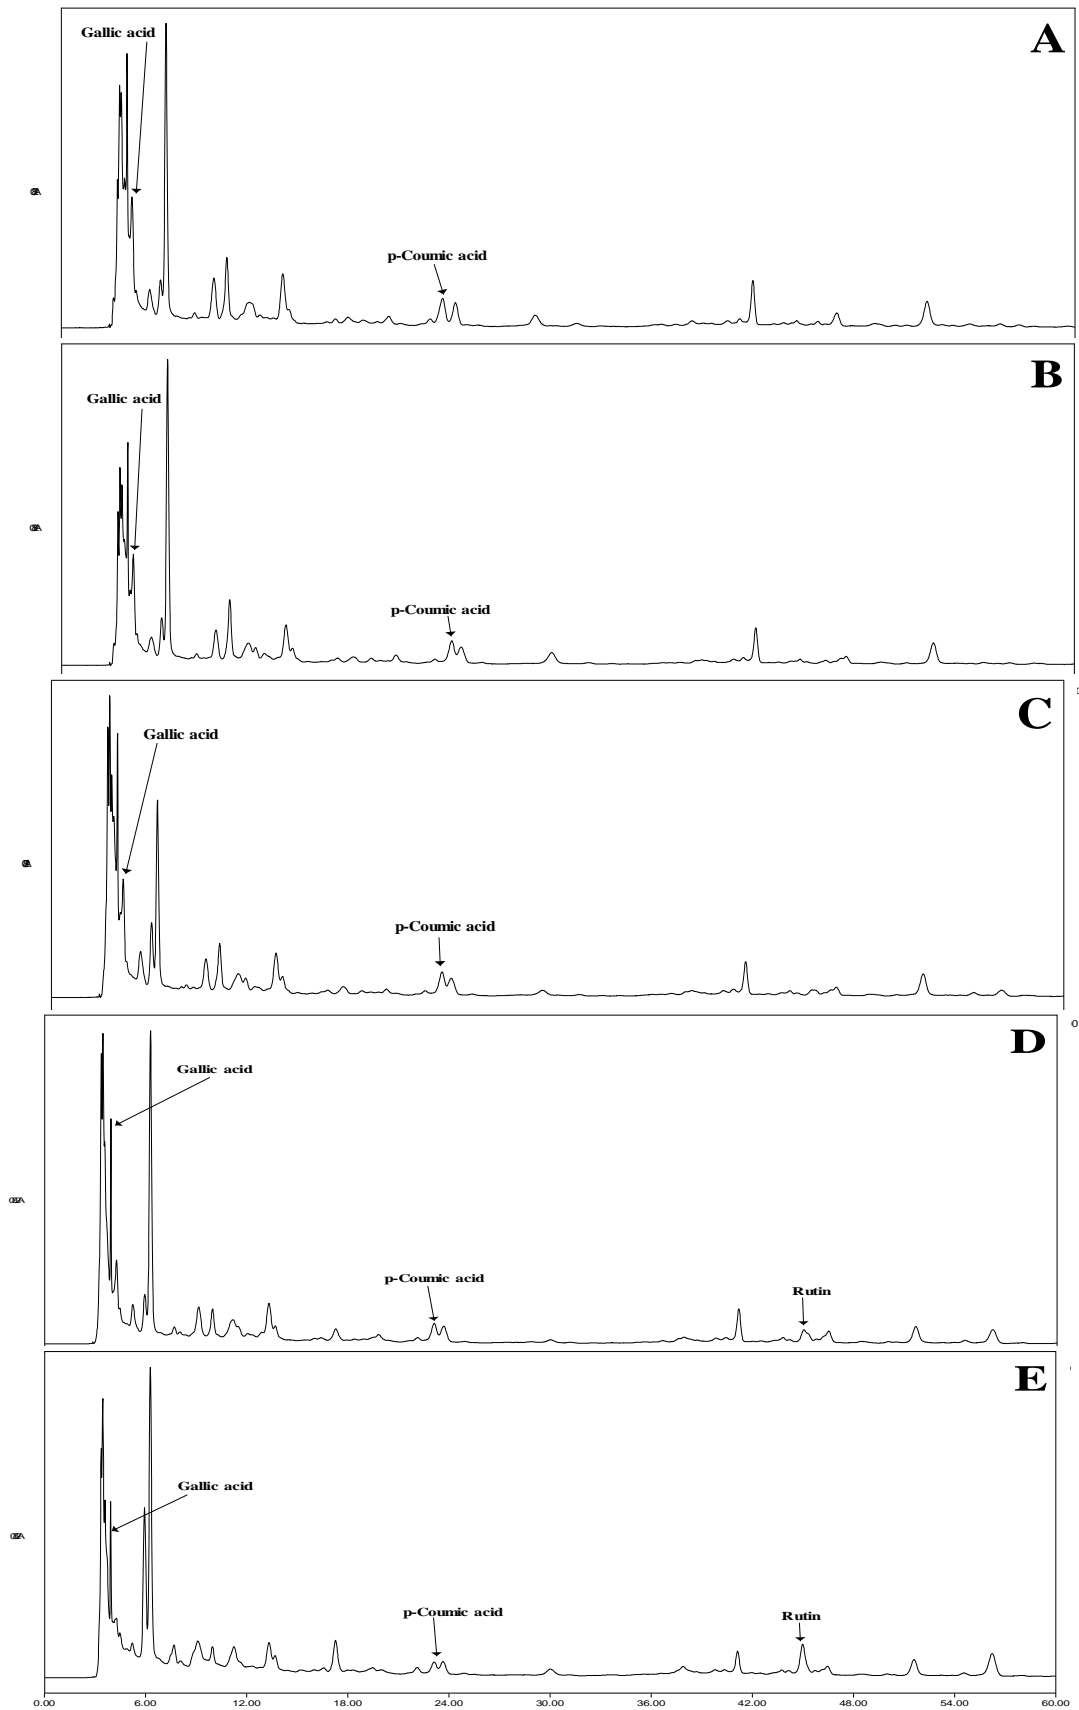 Gallic acid
A
p-Coumic acid
Gallic acid
B
p-Coumic acid
Gallic acid
C
p-Coumic acid
Gallic acid
D
p-Coumic acid
Rutin
Gallic acid
E
p-Coumic acid
Rutin
0.00 6.00 12.00 18.00 24.00 30.00 36.00 42.00 48.00 54.00 60.00